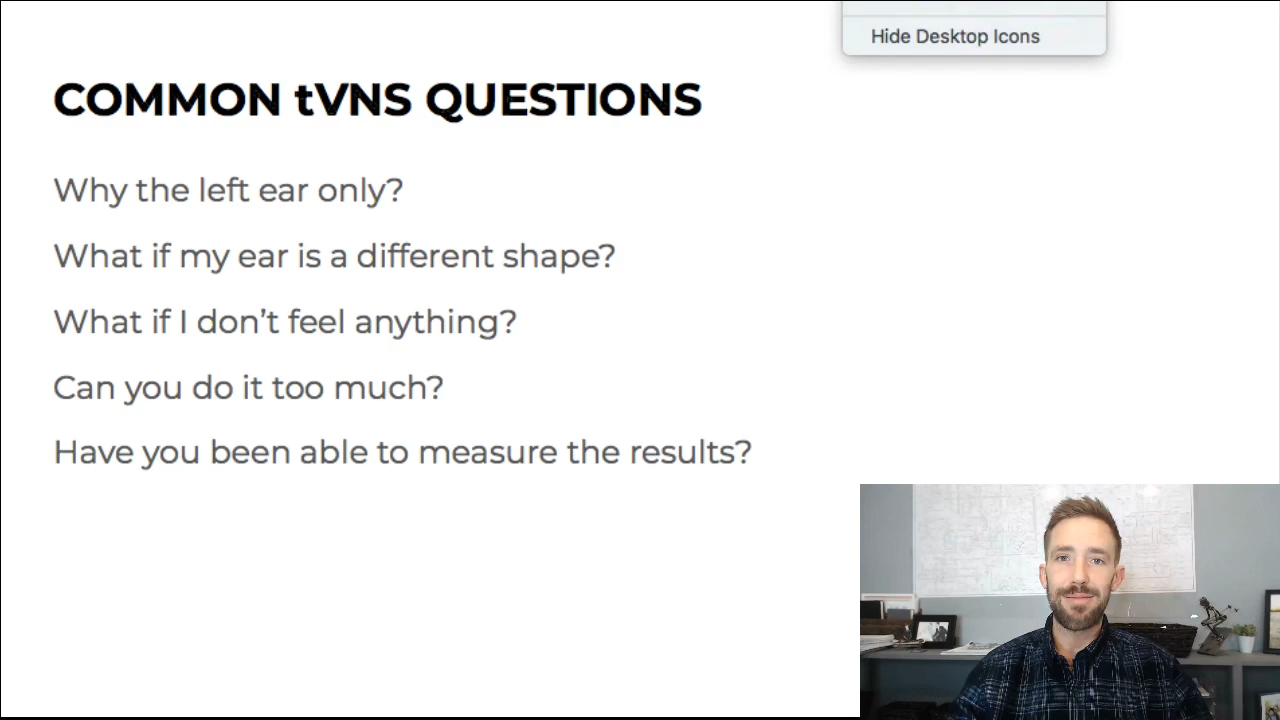 Hide Desktop Icons
COMMON tVNS QUESTIONS
Why the left ear only?
What if my ear is a different shape?
What if I don’t feel anything?
Can you do it too much?
Have you been able to measure the results?